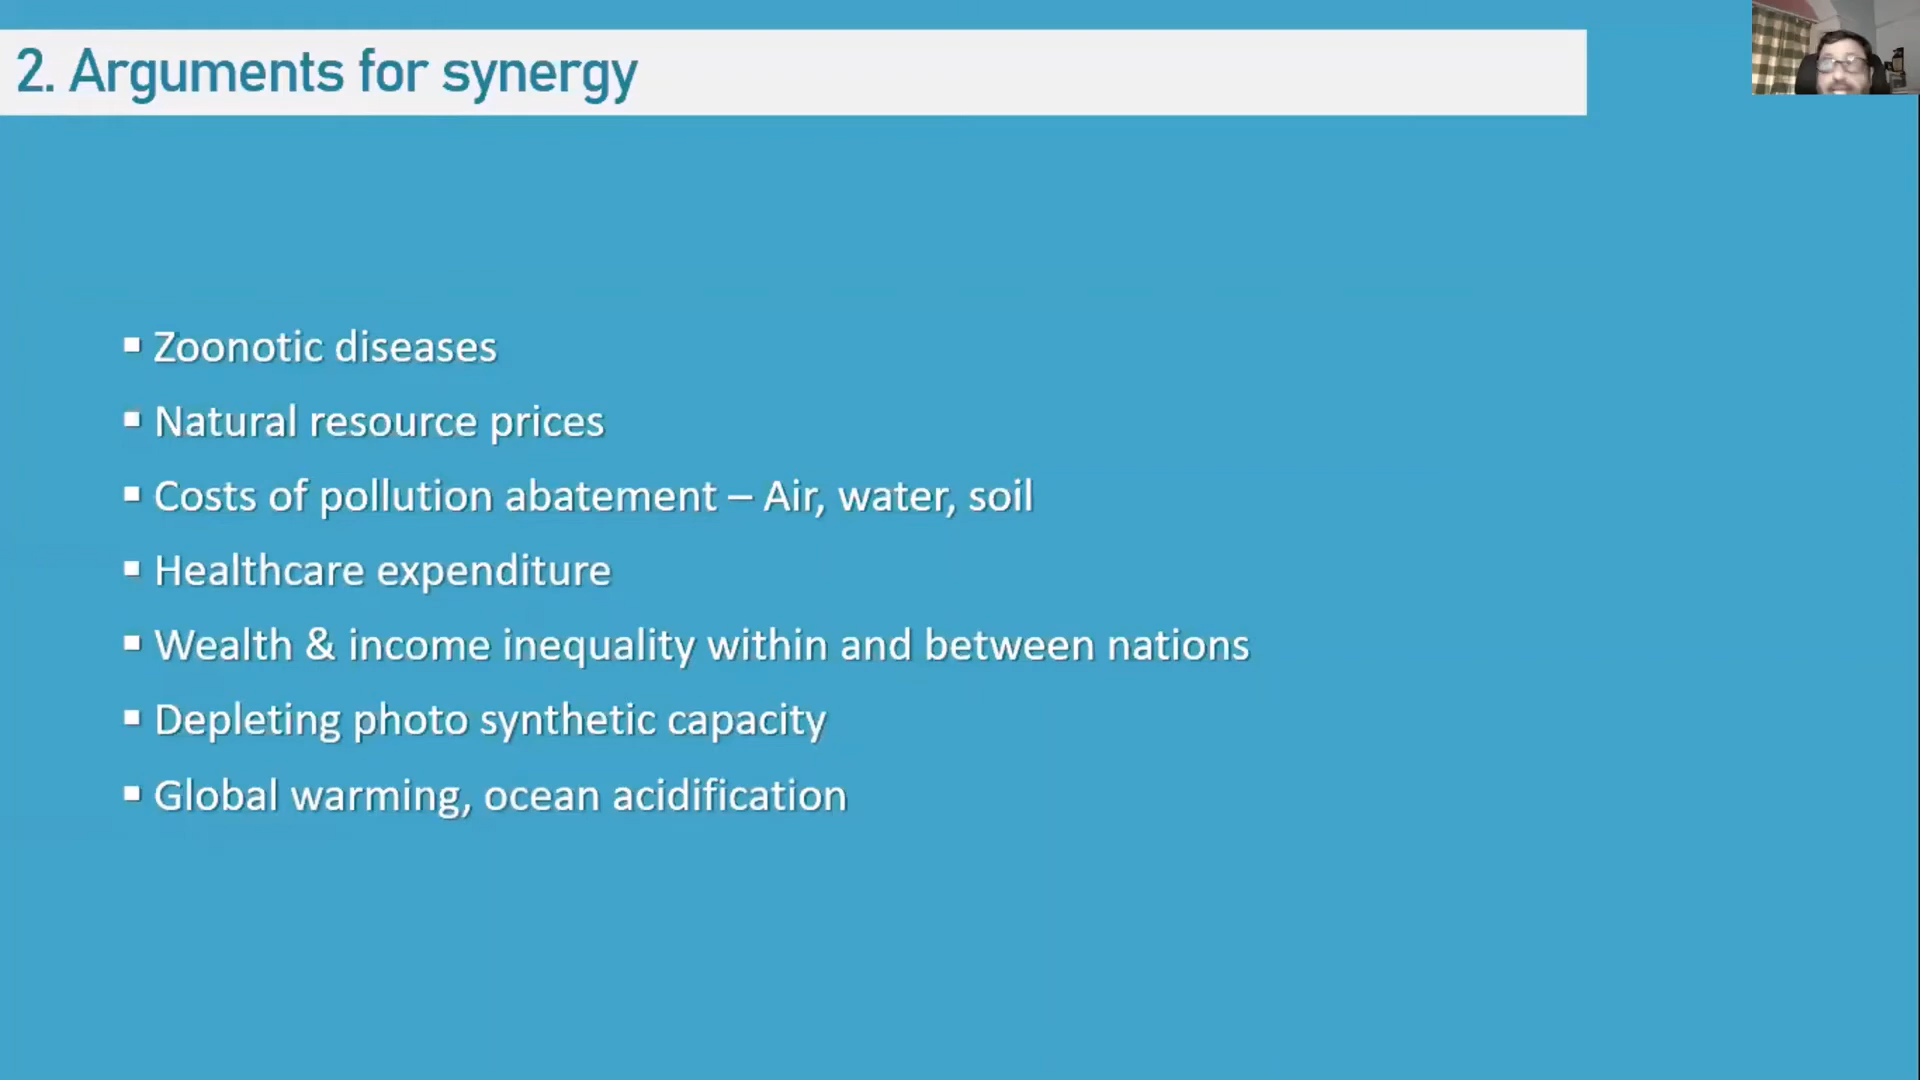 2. Arguments for synergy
▪ Zoonotic diseases
▪ Natural resource prices
▪ Costs of pollution abatement – Air, water, soil
▪ Healthcare expenditure
▪ Wealth & income inequality within and between nations
▪ Depleting photo synthetic capacity
▪ Global warming, ocean acidification